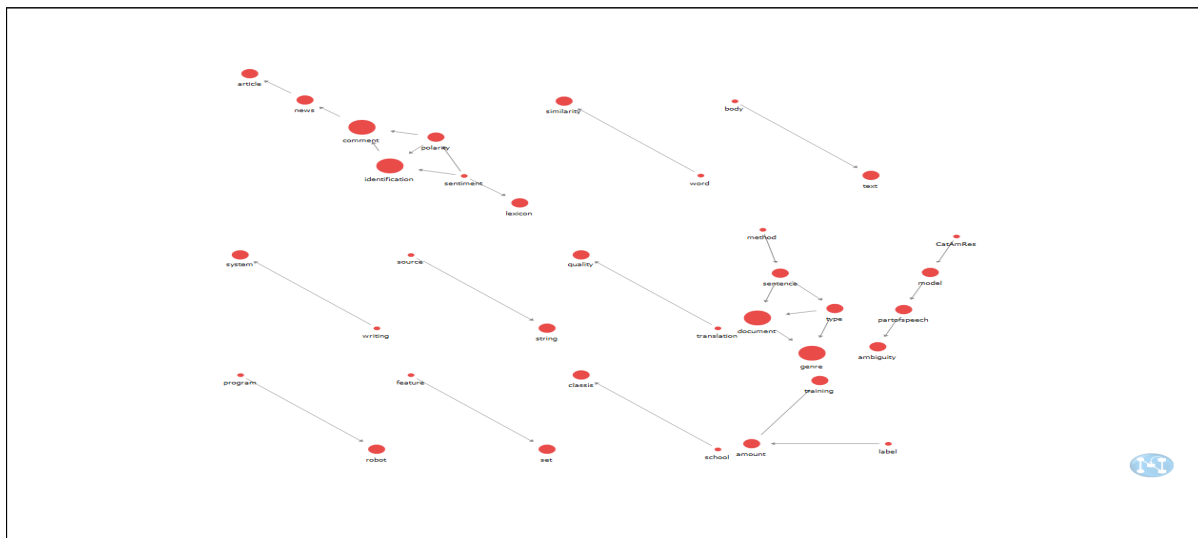 article
news
comment
polarity
identification
sentiment
lexicon
similarity
word
body
text
system
writing
source
string
quality
translation
method
sentence
document
type
genre
CatAmRes
model
partofspeech
ambiguity
program
robot
feature
set
classis
school
training
amount
label